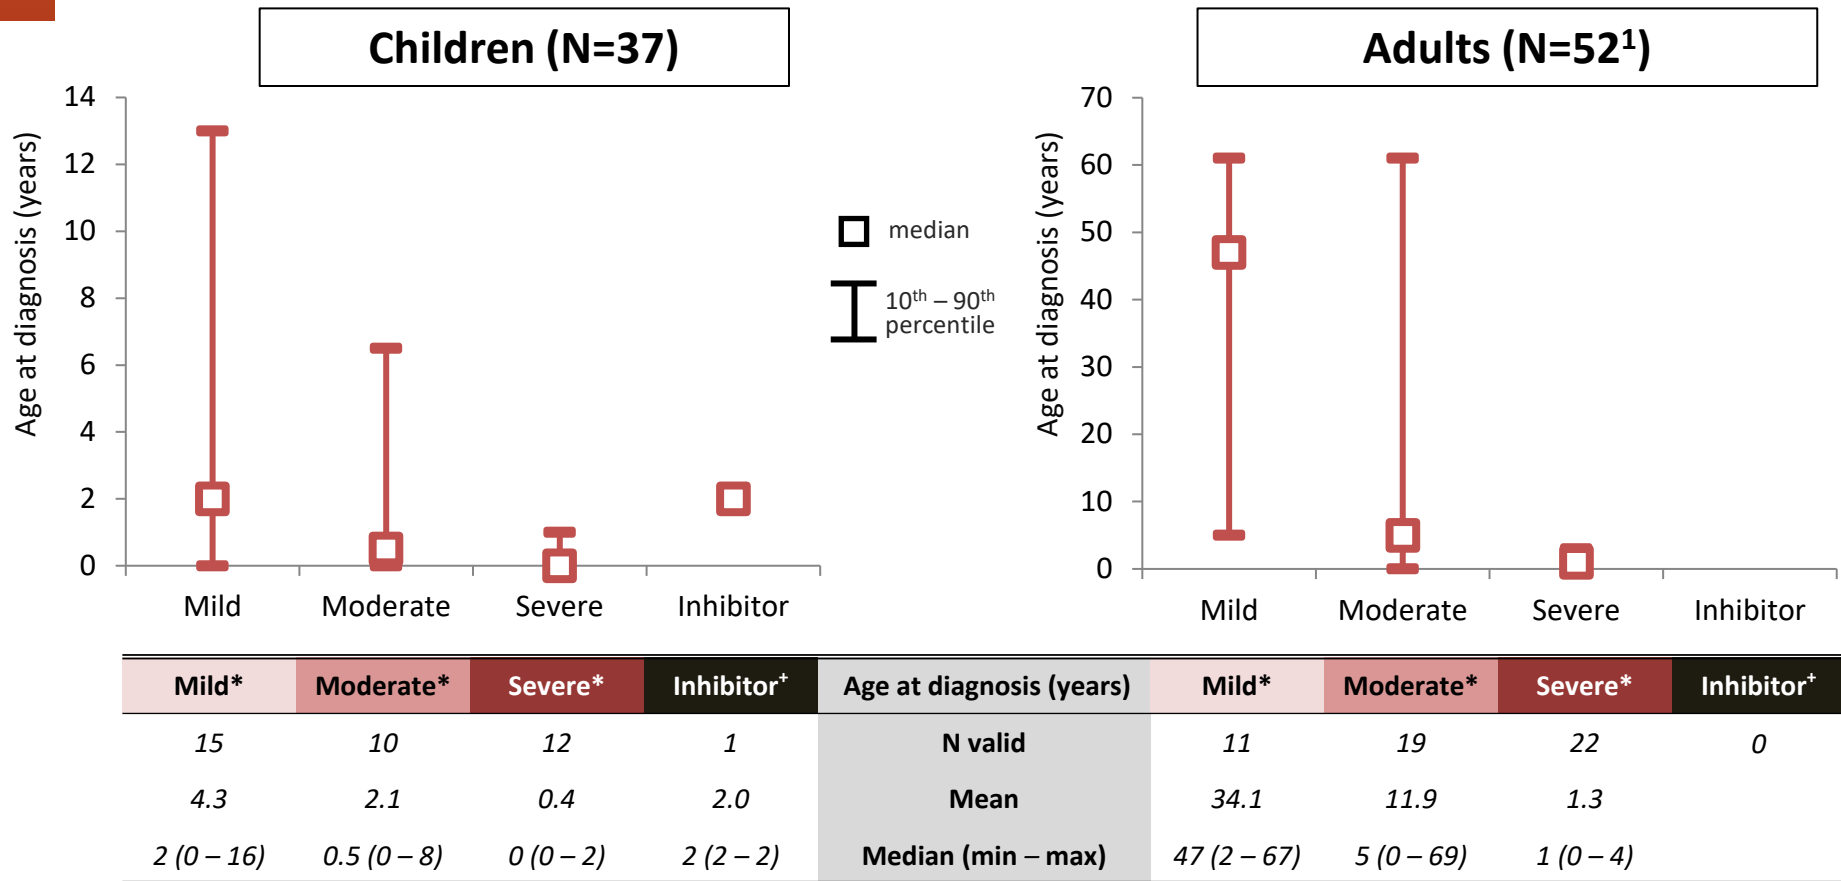 Children (N=37)
Adults (N=52¹)
Age at diagnosis (years)
14
12
10
8
6
4
2
0
Mild Moderate Severe Inhibitor
median
10th – 90th
percentile
Age at diagnosis (years)
70
60
50
40
30
20
10
0
Mild Moderate Severe Inhibitor
Mild* Moderate* Severe* Inhibitor+ Age at diagnosis (years) Mild* Moderate* Severe* Inhibitor+
15 10 12 1 N valid 11 19 22 0
4.3 2.1 0.4 2.0 Mean 34.1 11.9 1.3
2 (0 – 16) 0.5 (0 – 8) 0 (0 – 2) 2 (2 – 2) Median (min – max) 47 (2 – 67) 5 (0 – 69) 1 (0 – 4)